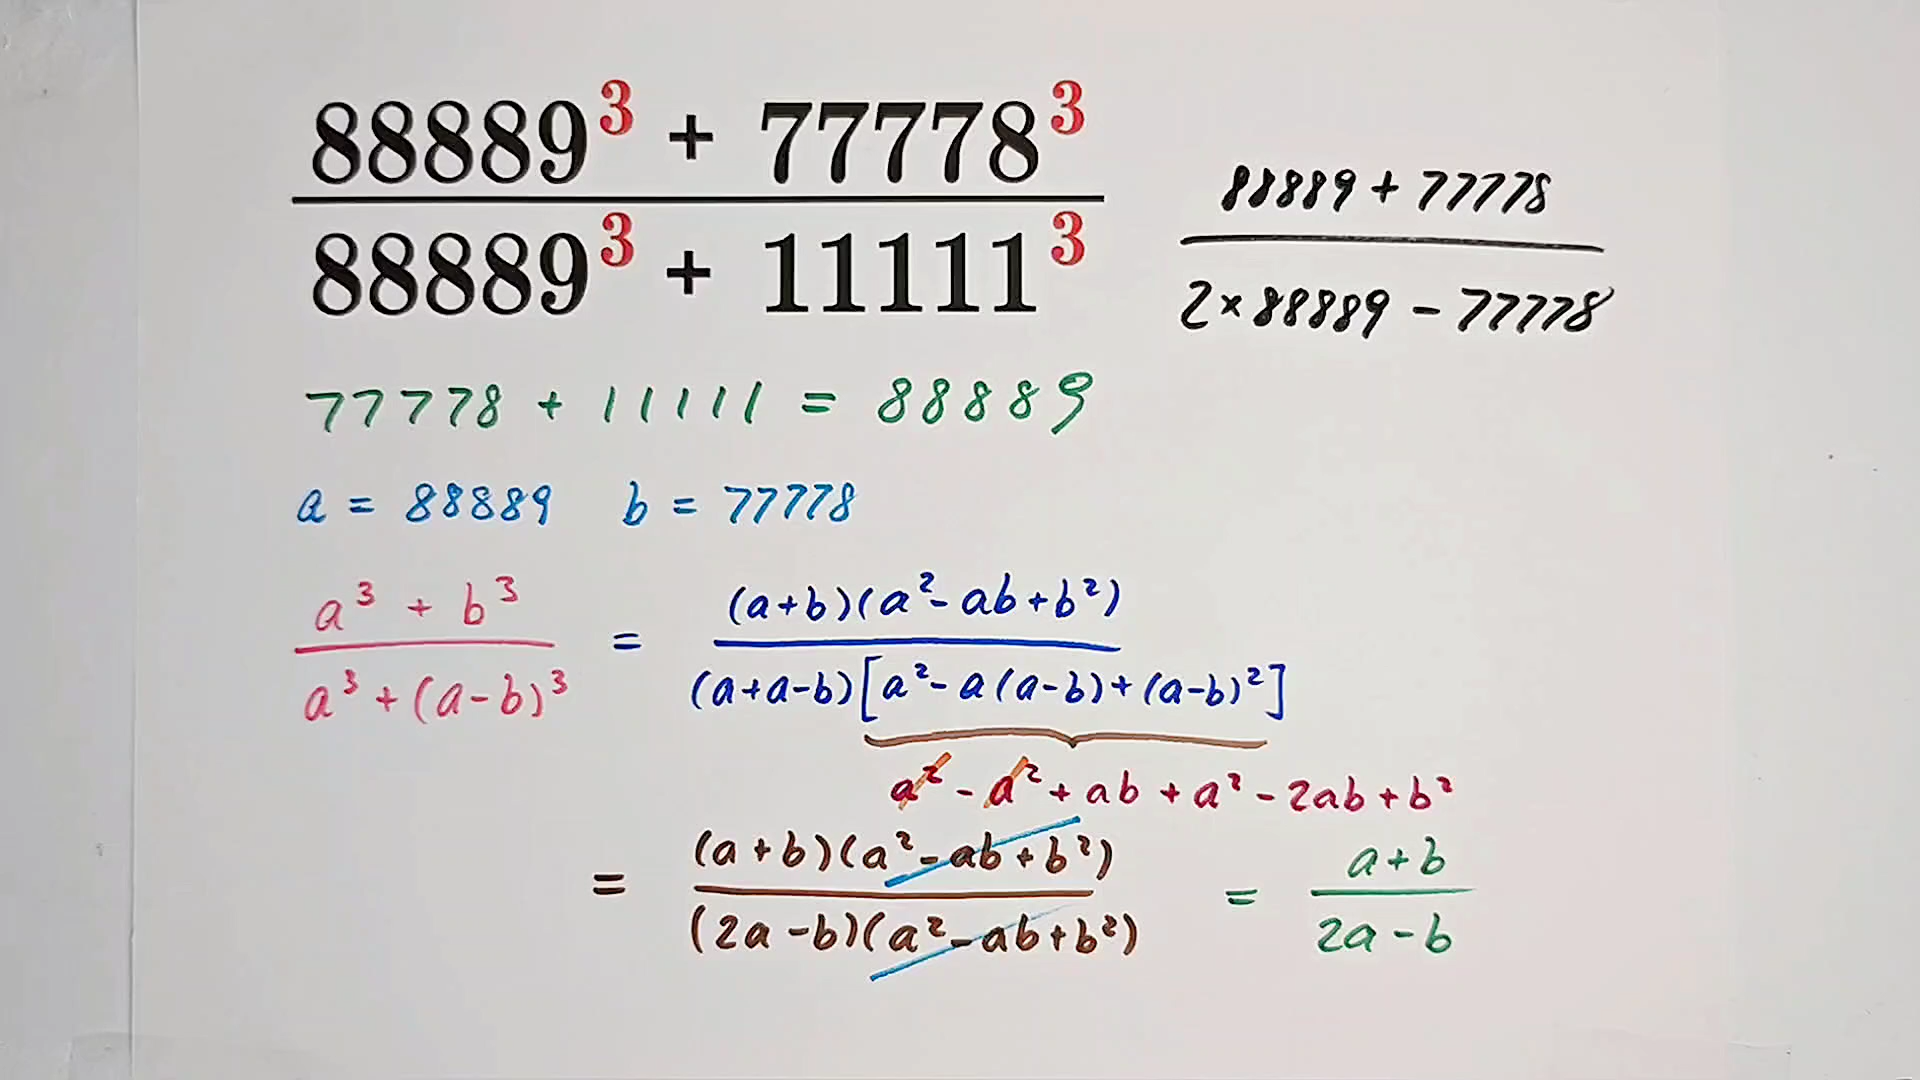 88889³ + 77778³
88889³ + 11111³
88889 + 77778
2 × 88889 - 77778
77778 + 11111 = 88889
a = 88889 b = 77778
a³ + b³
a³ + (a-b)³
=
(a+b)(a²-ab+b²)
(a+a-b)[a²-a(a-b)+(a-b)²]
a² - a² + ab + a² - 2ab + b²
=
(a+b)(a²-ab+b²)
(2a-b)(a²-ab+b²)
=
a+b
2a-b